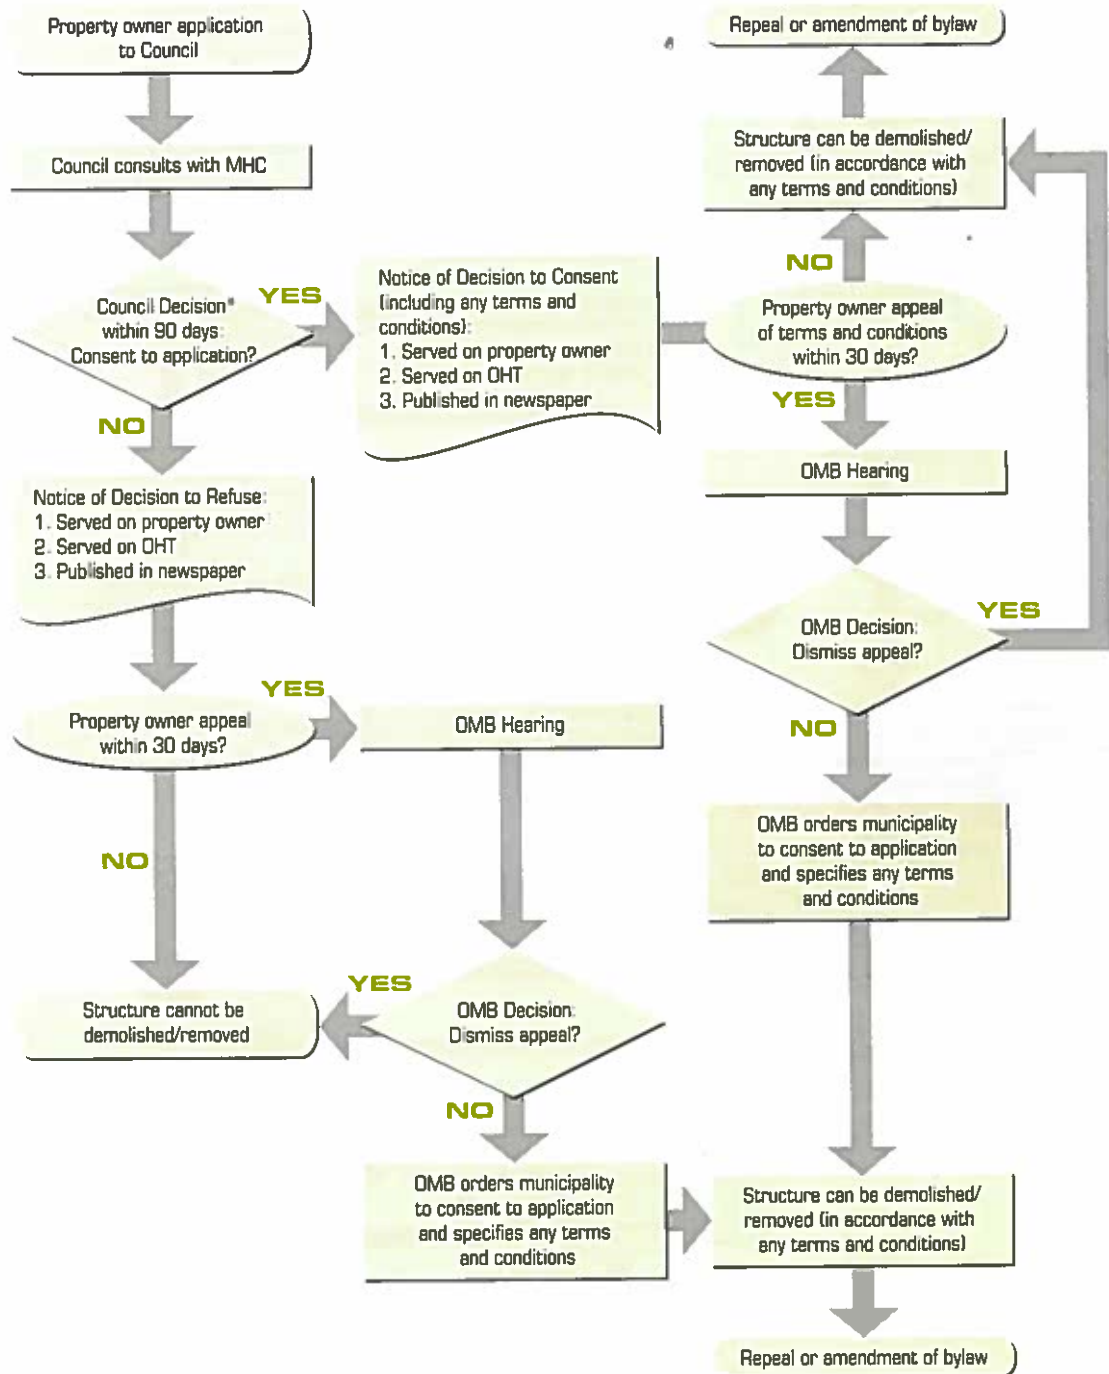 Property owner application
to Council
Council consults with MHC
Council Decision*
within 90 days:
Consent to application?
YES
NO
Notice of Decision to Consent
(including any terms and
conditions):
1. Served on property owner
2. Served on OHT
3. Published in newspaper
Notice of Decision to Refuse:
1. Served on property owner
2. Served on OHT
3. Published in newspaper
Property owner appeal
within 30 days?
YES
NO
OMB Hearing
Structure cannot be
demolished/removed
YES
OMB Decision:
Dismiss appeal?
NO
OMB orders municipality
to consent to application
and specifies any terms
and conditions
Repeal or amendment of bylaw
Structure can be demolished/
removed (in accordance with
any terms and conditions)
NO
Property owner appeal
of terms and conditions
within 30 days?
YES
OMB Hearing
OMB Decision:
Dismiss appeal?
YES
NO
OMB orders municipality
to consent to application
and specifies any terms
and conditions
Structure can be demolished/
removed (in accordance with
any terms and conditions)
Repeal or amendment of bylaw